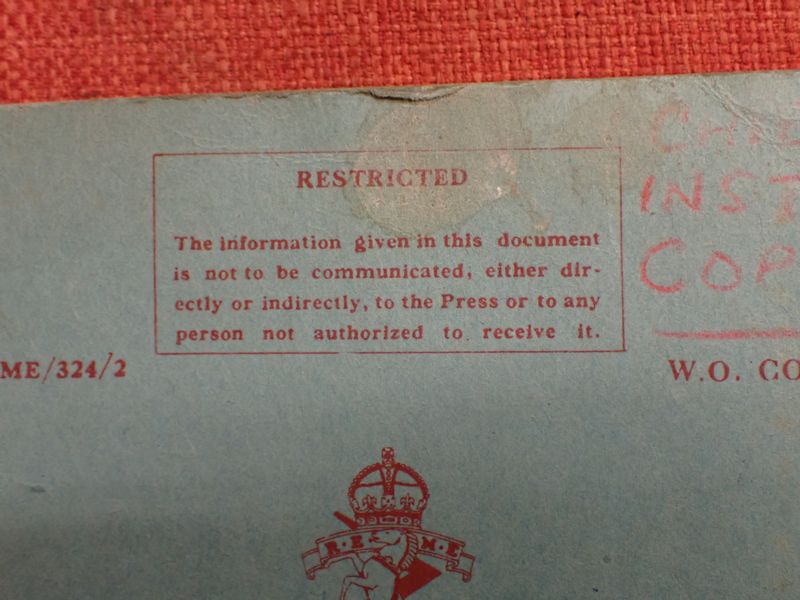 RESTRICTED
The information given in this document
is not to be communicated, either dir-
ectly or indirectly, to the Press or to any
person not authorized to receive it.
INST
COP
ME/324/2
W.O. CO
R·E·M·E